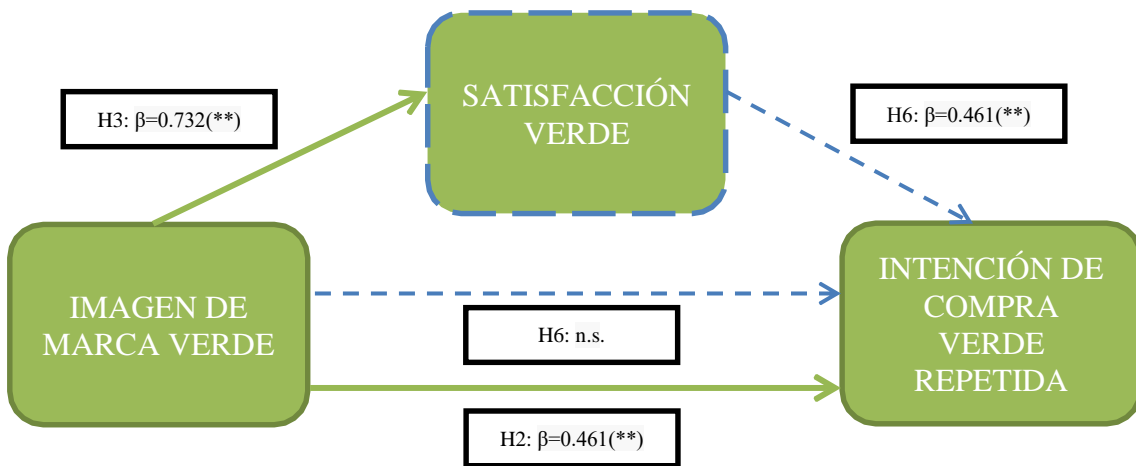 SATISFACCIÓN
VERDE
H3: β=0.732(**)
H6: β=0.461(**)
IMAGEN DE
MARCA VERDE
INTENCIÓN DE
COMPRA
VERDE
REPETIDA
H6: n.s.
H2: β=0.461(**)